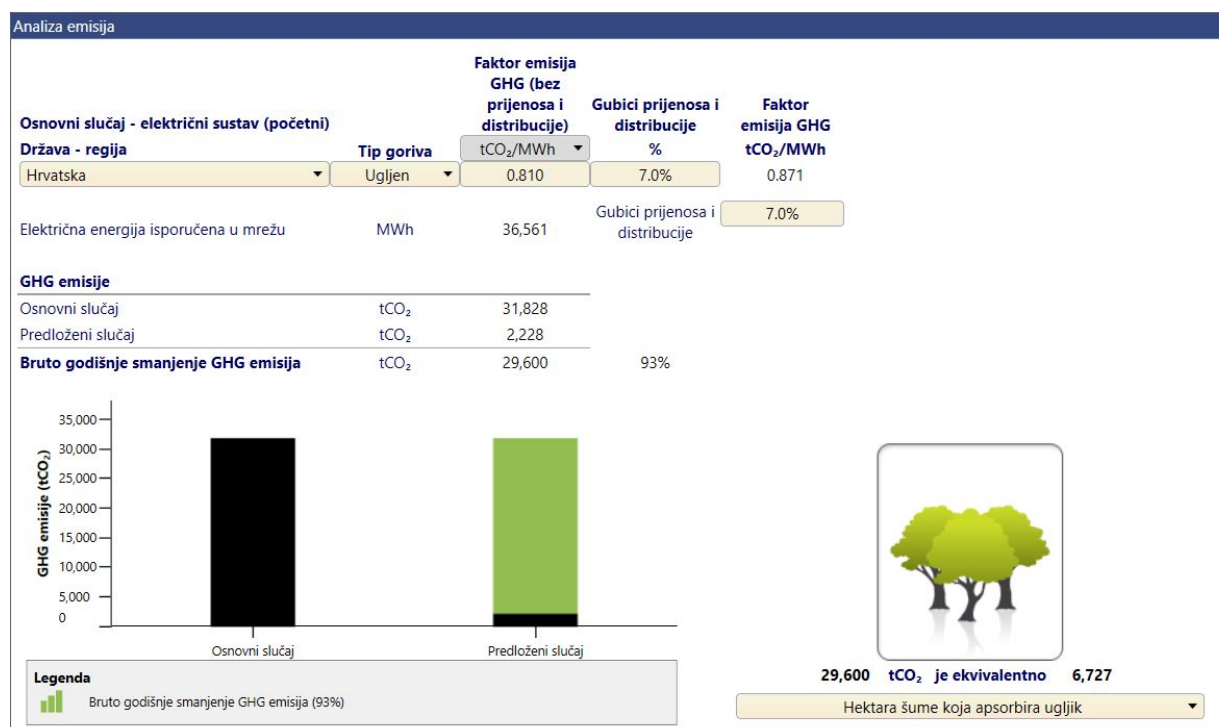 Analiza emisija
Faktor emisija
GHG (bez
prijenosa i
distribucije)
Gubici prijenosa i
distribucije
Faktor
emisija GHG
Osnovni slučaj - električni sustav (početni)
Država - regija
Tip goriva
tCO₂/MWh
%
tCO₂/MWh
Hrvatska
Ugljen
0.810
7.0%
0.871
Električna energija isporučena u mrežu
MWh
36,561
Gubici prijenosa i
distribucije
7.0%
GHG emisije
Osnovni slučaj tCO₂ 31,828
Predloženi slučaj tCO₂ 2,228
Bruto godišnje smanjenje GHG emisija tCO₂ 29,600 93%
GHG emisije (tCO₂)
35,000
30,000
25,000
20,000
15,000
10,000
5,000
0
Osnovni slučaj
Predloženi slučaj
Legenda
Bruto godišnje smanjenje GHG emisija (93%)
29,600 tCO₂ je ekvivalentno 6,727
Hektara šume koja apsorbira ugljik